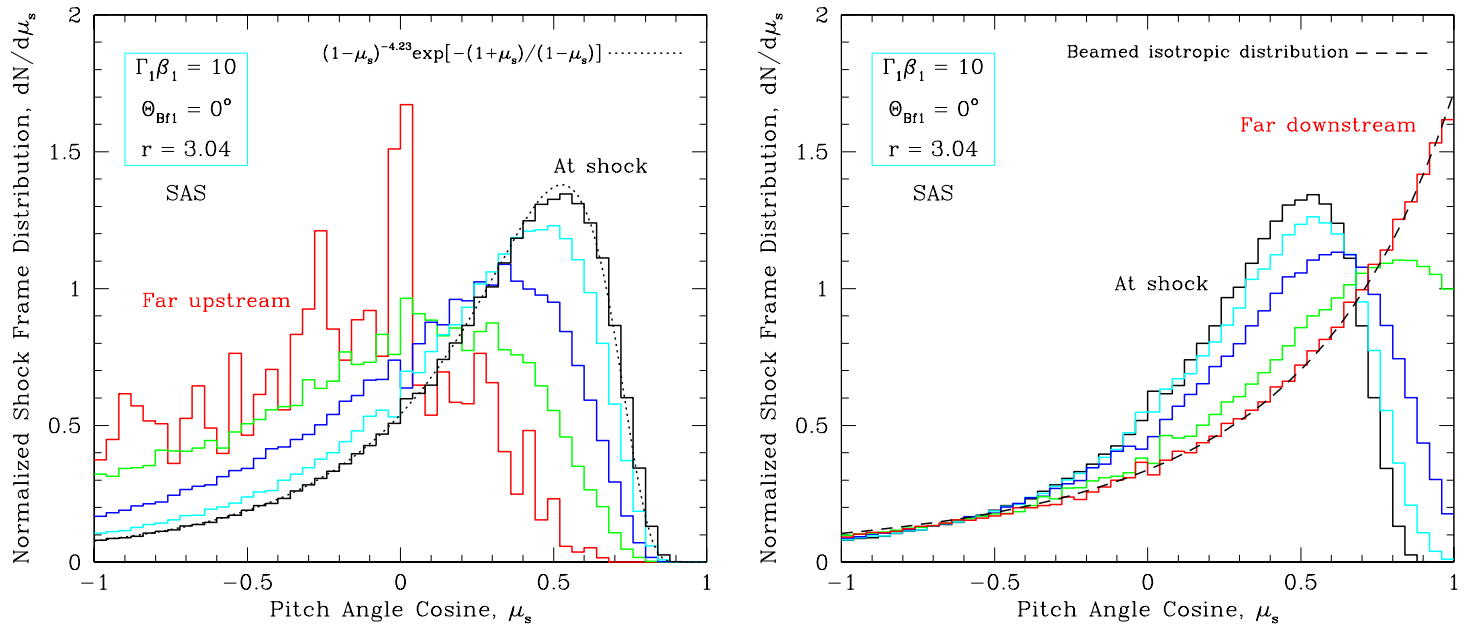 Normalized Shock Frame Distribution, dN/dμₛ
2
1.5
1
0.5
0
(1−μₛ)⁻⁴·²³exp[−(1+μₛ)/(1−μₛ)]
Γ₁β₁ = 10
Θ_Bf1 = 0°
r = 3.04
SAS
At shock
Far upstream
−1
−0.5
0
0.5
1
Pitch Angle Cosine, μₛ
Normalized Shock Frame Distribution, dN/dμₛ
2
1.5
1
0.5
0
Beamed isotropic distribution
Γ₁β₁ = 10
Θ_Bf1 = 0°
r = 3.04
SAS
Far downstream
At shock
−1
−0.5
0
0.5
1
Pitch Angle Cosine, μₛ